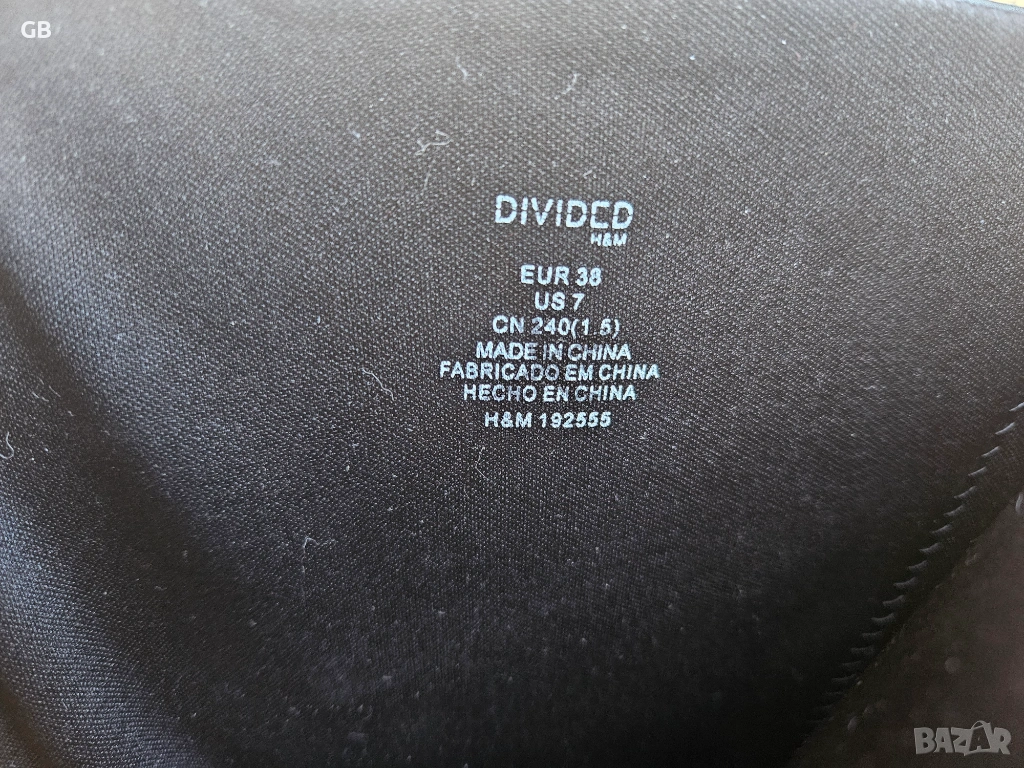 GB
DIVIDED
H&M
EUR 38
US 7
CN 240(1.5)
MADE IN CHINA
FABRICADO EM CHINA
HECHO EN CHINA
H&M 192555
BAZAR